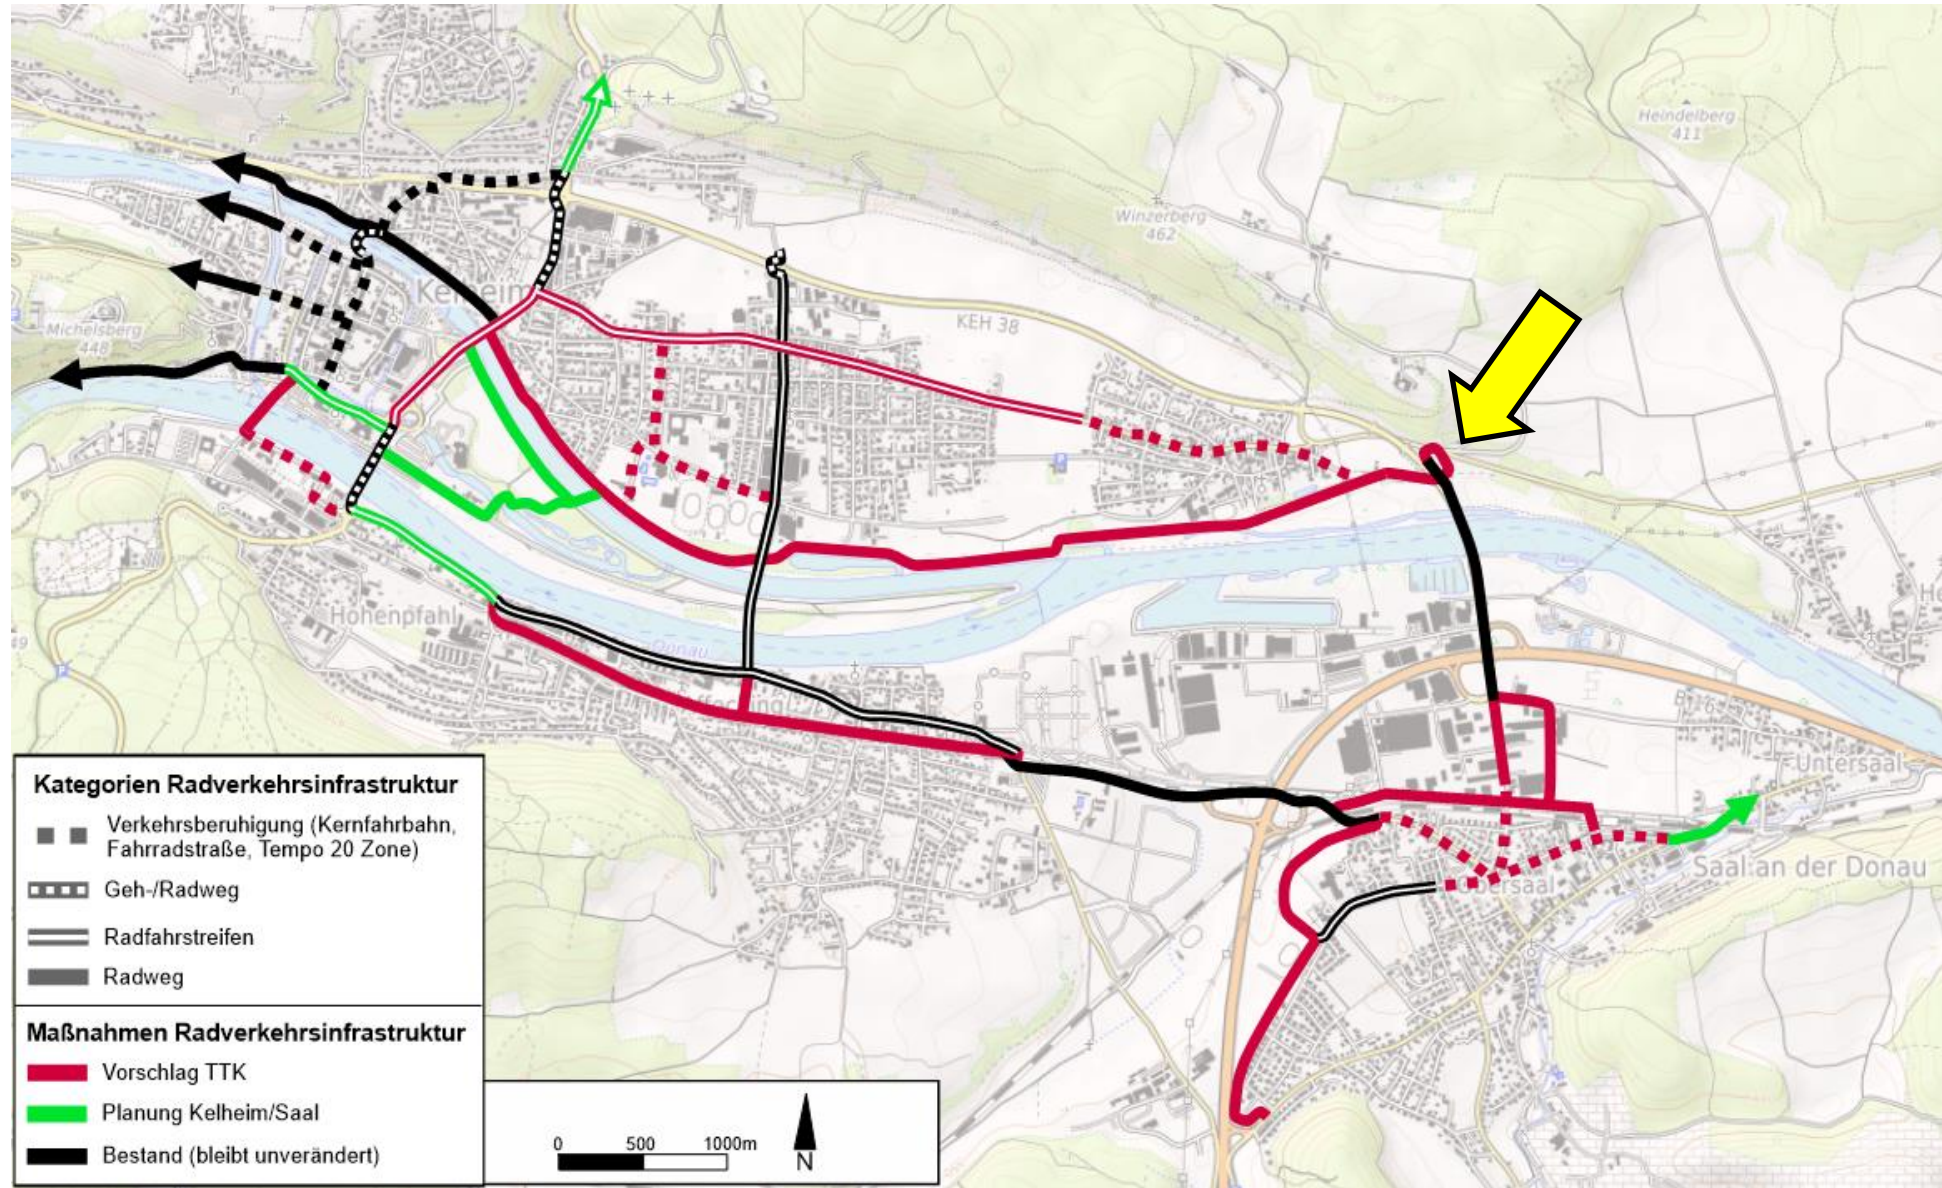 Heindelberg
411
Winzerberg
462
KEH 38
Kelheim
Michelsberg
448
Hohenpfahl
Donau
Untersaal
Saal an der Donau
Obersaal
Kategorien Radverkehrsinfrastruktur
Verkehrsberuhigung (Kernfahrbahn,
Fahrradstraße, Tempo 20 Zone)
Geh-/Radweg
Radfahrstreifen
Radweg
Maßnahmen Radverkehrsinfrastruktur
Vorschlag TTK
Planung Kelheim/Saal
Bestand (bleibt unverändert)
0 500 1000m
N